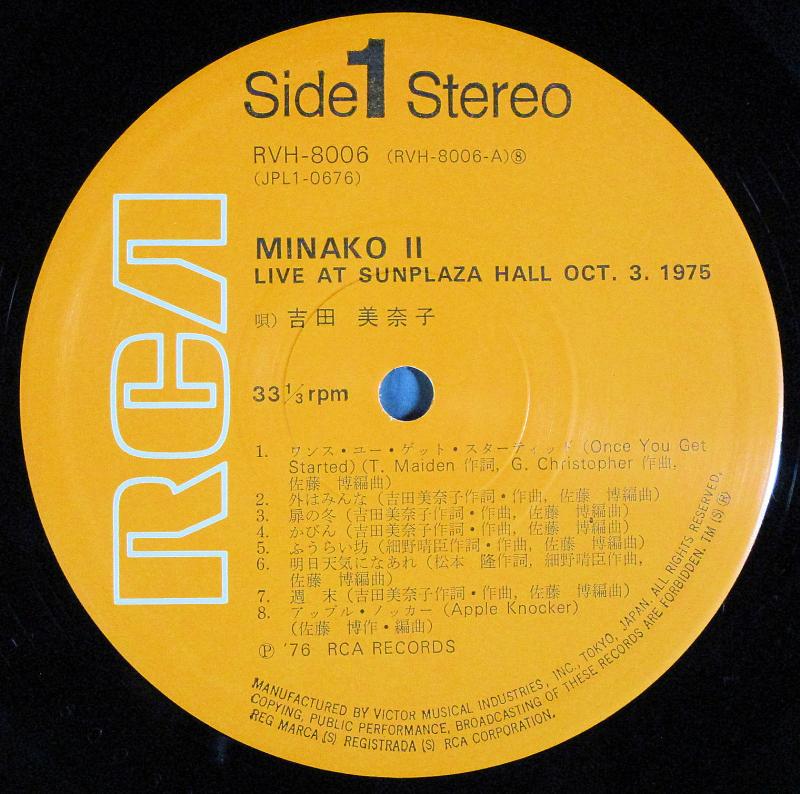 Side 1 Stereo
RVH-8006 (RVH-8006-A)⑧
(JPL1-0676)
RCA
MINAKO II
LIVE AT SUNPLAZA HALL OCT. 3. 1975
唄) 吉田 美奈子
33⅓rpm
1. ワンス・ユー・ゲット・スターティッド (Once You Get
Started) (T. Maiden 作詞, G. Christopher 作曲,
佐藤 博編曲)
2. 外はみんな (吉田美奈子作詞・作曲, 佐藤 博編曲)
3. 扉の冬 (吉田美奈子作詞・作曲, 佐藤 博編曲)
4. かびん (吉田美奈子作詞・作曲, 佐藤 博編曲)
5. ふうらい坊 (細野晴臣作詞・作曲, 佐藤 博編曲)
6. 明日天気になあれ (松本 隆作詞, 細野晴臣作曲,
佐藤 博編曲)
7. 週 末 (吉田美奈子作詞・作曲, 佐藤 博編曲)
8. アップル・ノッカー (Apple Knocker)
(佐藤 博作・編曲)
Ⓟ '76 RCA RECORDS
MANUFACTURED BY VICTOR MUSICAL INDUSTRIES, INC., TOKYO, JAPAN. ALL RIGHTS RESERVED.
COPYING, PUBLIC PERFORMANCE, BROADCASTING OF THESE RECORDS ARE FORBIDDEN. TM (S) ®
REG MARCA (S) REGISTRADA (S) RCA CORPORATION.